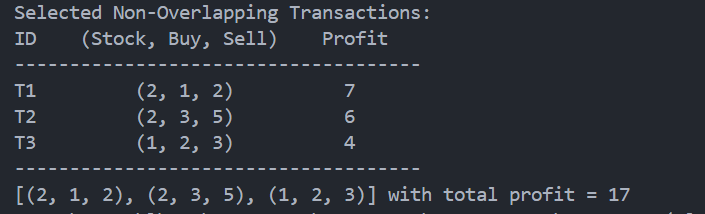 Selected Non-Overlapping Transactions:
ID (Stock, Buy, Sell) Profit
-------------------------------------
T1 (2, 1, 2) 7
T2 (2, 3, 5) 6
T3 (1, 2, 3) 4
-------------------------------------
[(2, 1, 2), (2, 3, 5), (1, 2, 3)] with total profit = 17